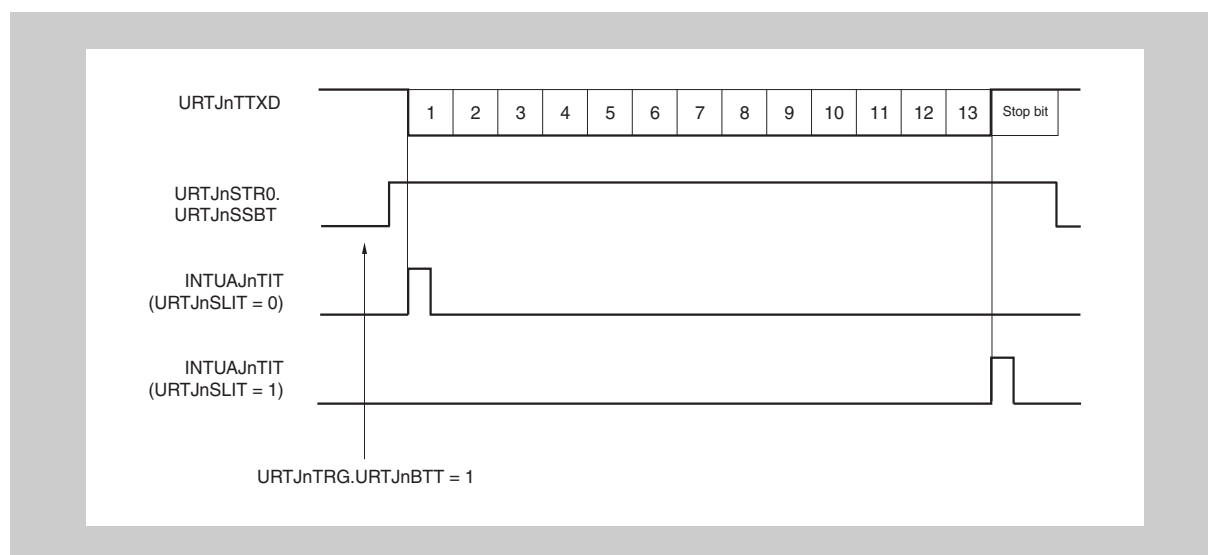 URTJnTTXD
1 2 3 4 5 6 7 8 9 10 11 12 13 Stop bit
URTJnSTR0.
URTJnSSBT
INTUAJnTIT
(URTJnSLIT = 0)
INTUAJnTIT
(URTJnSLIT = 1)
URTJnTRG.URTJnBTT = 1